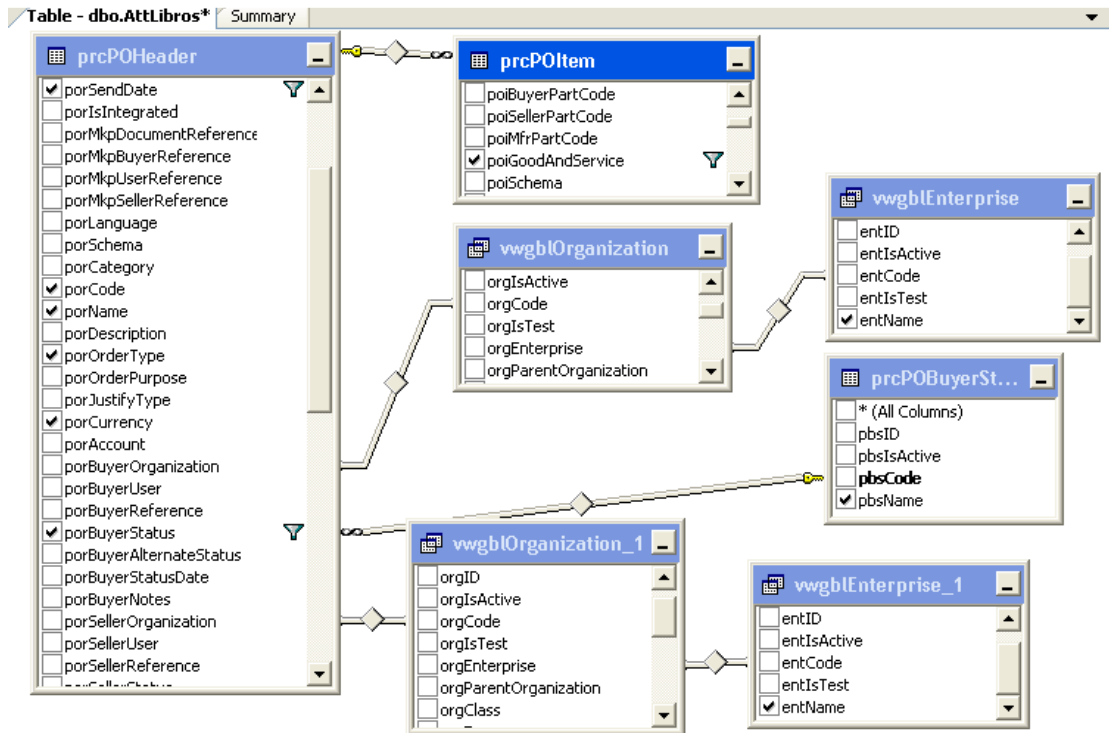 Table - dbo.AttLibros*
Summary
prcPOHeader
porSendDate
porIsIntegrated
porMkpDocumentReference
porMkpBuyerReference
porMkpUserReference
porMkpSellerReference
porLanguage
porSchema
porCategory
porCode
porName
porDescription
porOrderType
porOrderPurpose
porJustifyType
porCurrency
porAccount
porBuyerOrganization
porBuyerUser
porBuyerReference
porBuyerStatus
porBuyerAlternateStatus
porBuyerStatusDate
porBuyerNotes
porSellerOrganization
porSellerUser
porSellerReference
prcPOItem
poiBuyerPartCode
poiSellerPartCode
poiMfrPartCode
poiGoodAndService
poiSchema
vwgblOrganization
orgIsActive
orgCode
orgIsTest
orgEnterprise
orgParentOrganization
vwgblEnterprise
entID
entIsActive
entCode
entIsTest
entName
prcPOBuyerSt...
* (All Columns)
pbsID
pbsIsActive
pbsCode
pbsName
vwgblOrganization_1
orgID
orgIsActive
orgCode
orgIsTest
orgEnterprise
orgParentOrganization
orgClass
vwgblEnterprise_1
entID
entIsActive
entCode
entIsTest
entName